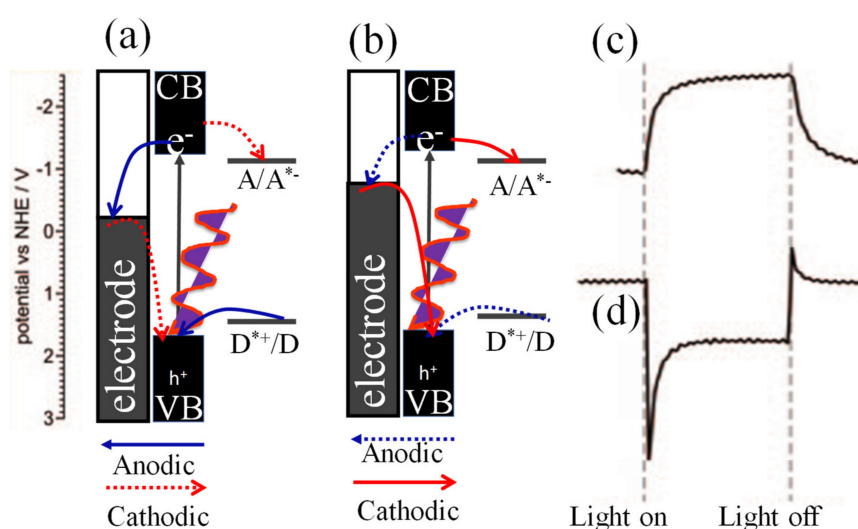 (a)
(b)
(c)
(d)
potential vs NHE / V
-2
-1
0
1
2
3
CB
e-
A/A*-
electrode
D*+/D
h+
VB
Anodic
Cathodic
CB
e-
A/A*-
electrode
D*+/D
h+
VB
Anodic
Cathodic
Light on
Light off